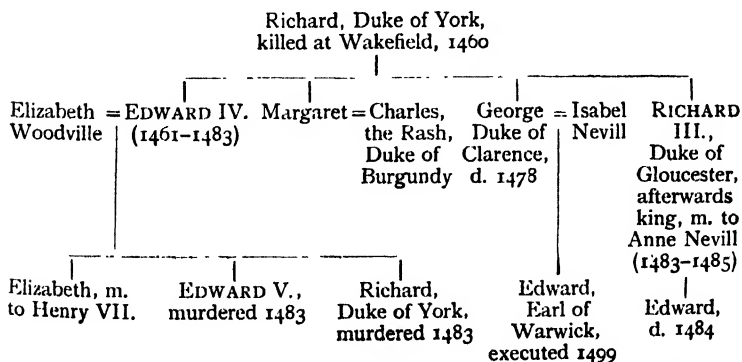 Richard, Duke of York,
killed at Wakefield, 1460
Elizabeth = EDWARD IV.
Woodville (1461–1483)
Margaret = Charles,
the Rash,
Duke of
Burgundy
George = Isabel
Duke of Nevill
Clarence,
d. 1478
RICHARD
III.,
Duke of
Gloucester,
afterwards
king, m. to
Anne Nevill
(1483–1485)
Elizabeth, m.
to Henry VII.
EDWARD V.,
murdered 1483
Richard,
Duke of York,
murdered 1483
Edward,
Earl of
Warwick,
executed 1499
Edward,
d. 1484